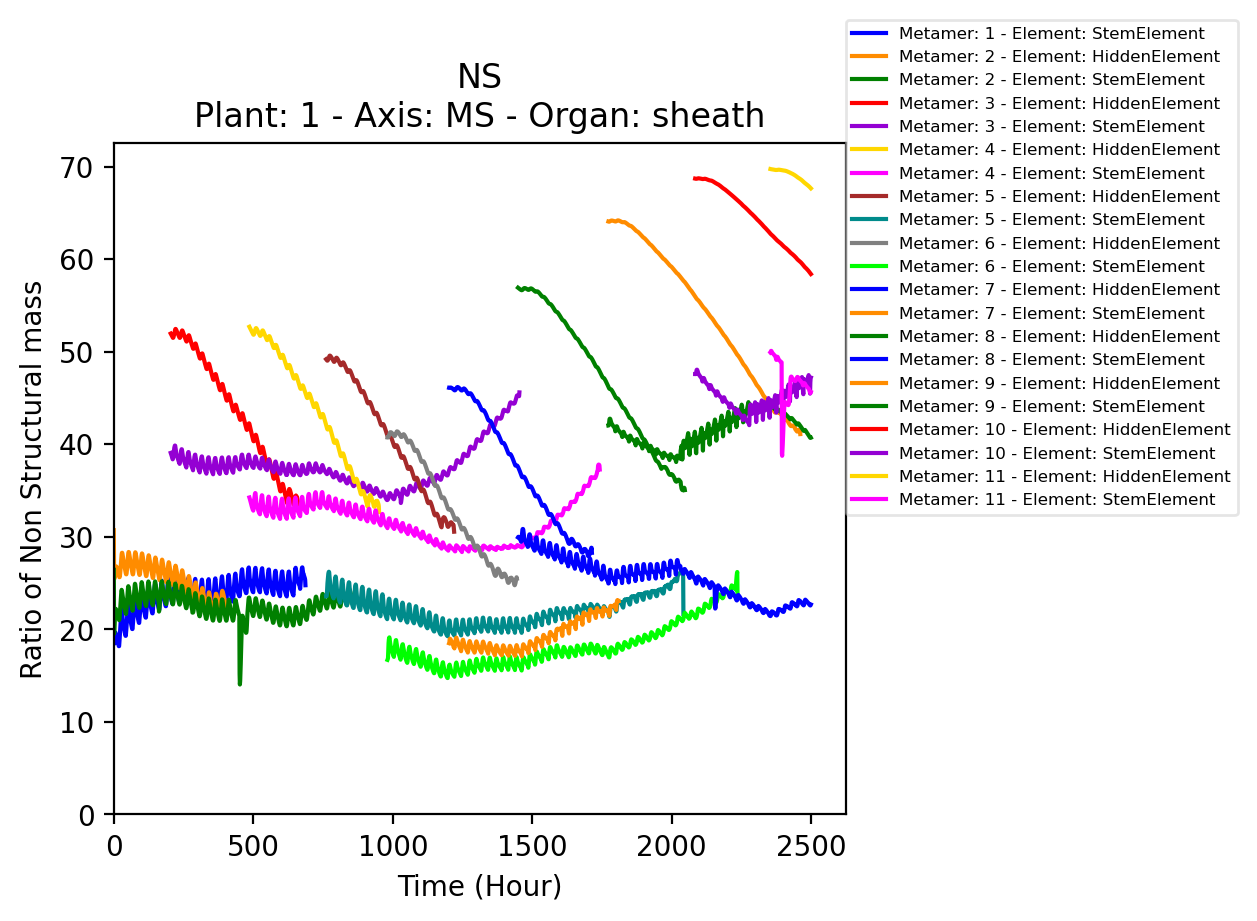 NS
Plant: 1 - Axis: MS - Organ: sheath
Ratio of Non Structural mass
70
60
50
40
30
20
10
0
0 500 1000 1500 2000 2500
Time (Hour)
Metamer: 1 - Element: StemElement
Metamer: 2 - Element: HiddenElement
Metamer: 2 - Element: StemElement
Metamer: 3 - Element: HiddenElement
Metamer: 3 - Element: StemElement
Metamer: 4 - Element: HiddenElement
Metamer: 4 - Element: StemElement
Metamer: 5 - Element: HiddenElement
Metamer: 5 - Element: StemElement
Metamer: 6 - Element: HiddenElement
Metamer: 6 - Element: StemElement
Metamer: 7 - Element: HiddenElement
Metamer: 7 - Element: StemElement
Metamer: 8 - Element: HiddenElement
Metamer: 8 - Element: StemElement
Metamer: 9 - Element: HiddenElement
Metamer: 9 - Element: StemElement
Metamer: 10 - Element: HiddenElement
Metamer: 10 - Element: StemElement
Metamer: 11 - Element: HiddenElement
Metamer: 11 - Element: StemElement